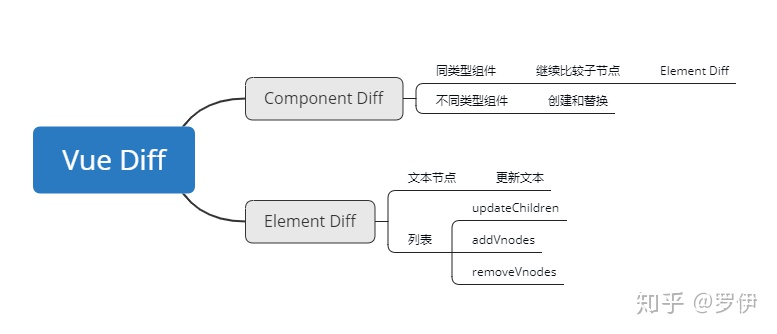 Vue Diff
Component Diff
同类型组件 继续比较子节点 Element Diff
不同类型组件 创建和替换
Element Diff
文本节点 更新文本
列表
updateChildren
addVnodes
removeVnodes
知乎 @罗伊